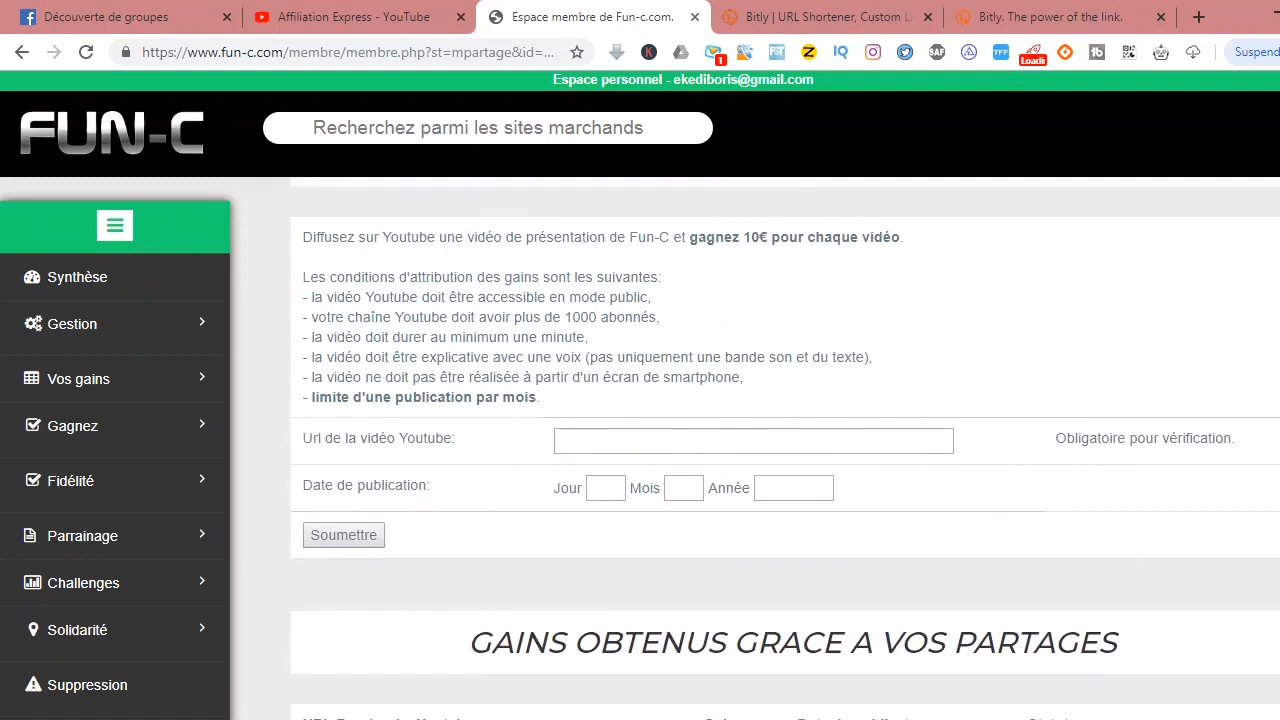 Découverte de groupes
Affiliation Express - YouTube
Espace membre de Fun-c.com.
Bitly | URL Shortener, Custom Li
Bitly. The power of the link.
https://www.fun-c.com/membre/membre.php?st=mpartage&id=...
1
FST
IQ
SAF
TFF
Loadi
Suspend
Espace personnel - ekediboris@gmail.com
FUN-C
Recherchez parmi les sites marchands
Synthèse
Gestion
Vos gains
Gagnez
Fidélité
Parrainage
Challenges
Solidarité
Suppression
Diffusez sur Youtube une vidéo de présentation de Fun-C et gagnez 10€ pour chaque vidéo.
Les conditions d'attribution des gains sont les suivantes:
- la vidéo Youtube doit être accessible en mode public,
- votre chaîne Youtube doit avoir plus de 1000 abonnés,
- la vidéo doit durer au minimum une minute,
- la vidéo doit être explicative avec une voix (pas uniquement une bande son et du texte),
- la vidéo ne doit pas être réalisée à partir d'un écran de smartphone,
- limite d'une publication par mois.
Url de la vidéo Youtube:
Obligatoire pour vérification.
Date de publication:
Jour
Mois
Année
Soumettre
GAINS OBTENUS GRACE A VOS PARTAGES